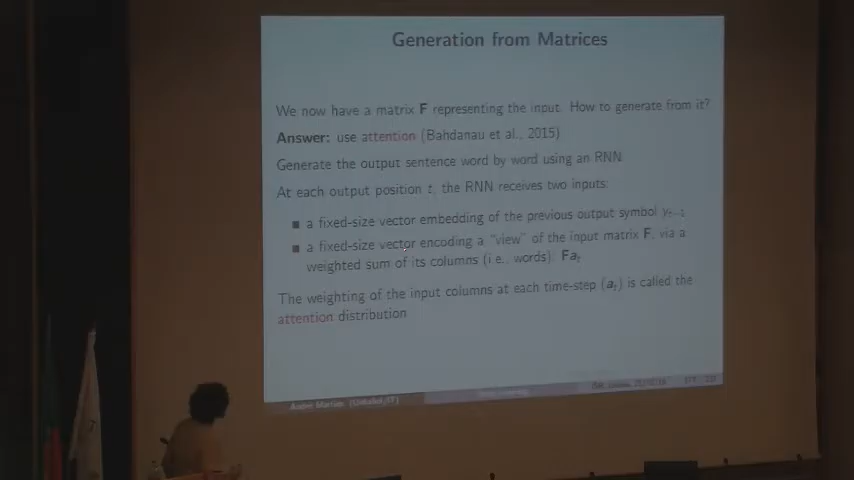 Generation from Matrices
We now have a matrix F representing the input. How to generate from it?
Answer: use attention (Bahdanau et al., 2015)
Generate the output sentence word by word using an RNN
At each output position t, the RNN receives two inputs:
a fixed-size vector embedding of the previous output symbol
a fixed-size vector encoding a "view" of the input matrix F, via a
weighted sum of its columns (i.e., words): Fa_t
The weighting of the input columns at each time-step (a_t) is called the
attention distribution
André Martins